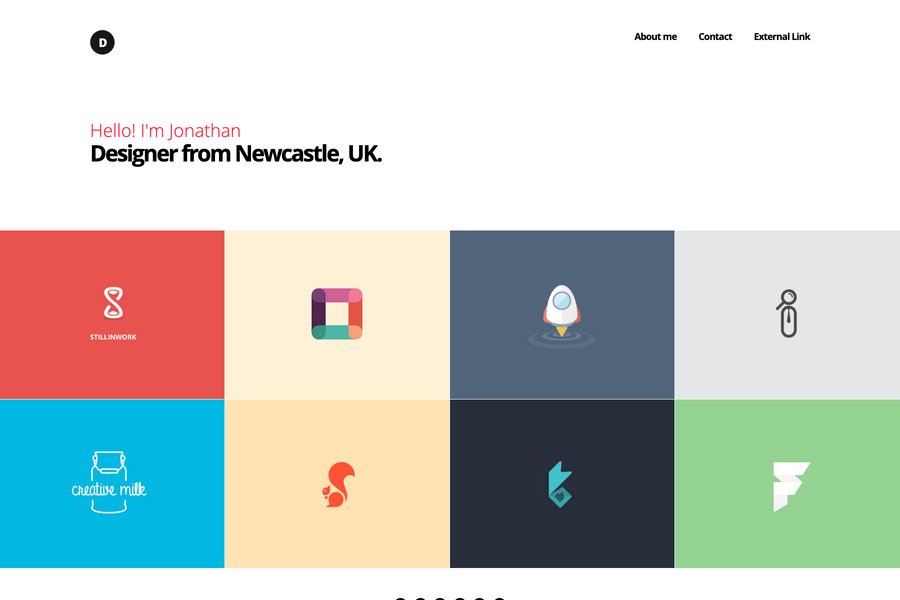 D
About me
Contact
External Link
Hello! I'm Jonathan
Designer from Newcastle, UK.
STILLINWORK
creative milk